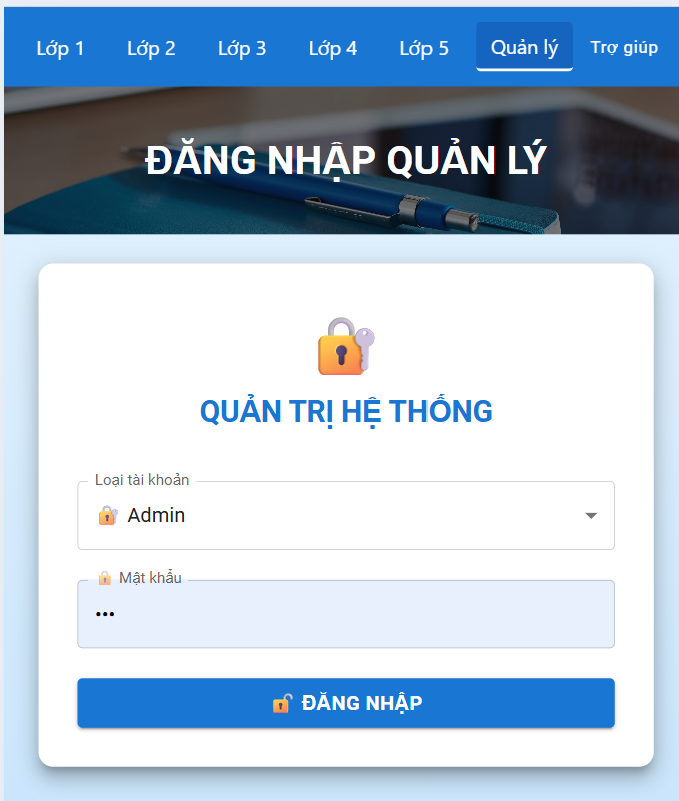 Lớp 1 Lớp 2 Lớp 3 Lớp 4 Lớp 5 Quản lý Trợ giúp
ĐĂNG NHẬP QUẢN LÝ
QUẢN TRỊ HỆ THỐNG
Loại tài khoản
Admin
Mật khẩu
•••
ĐĂNG NHẬP